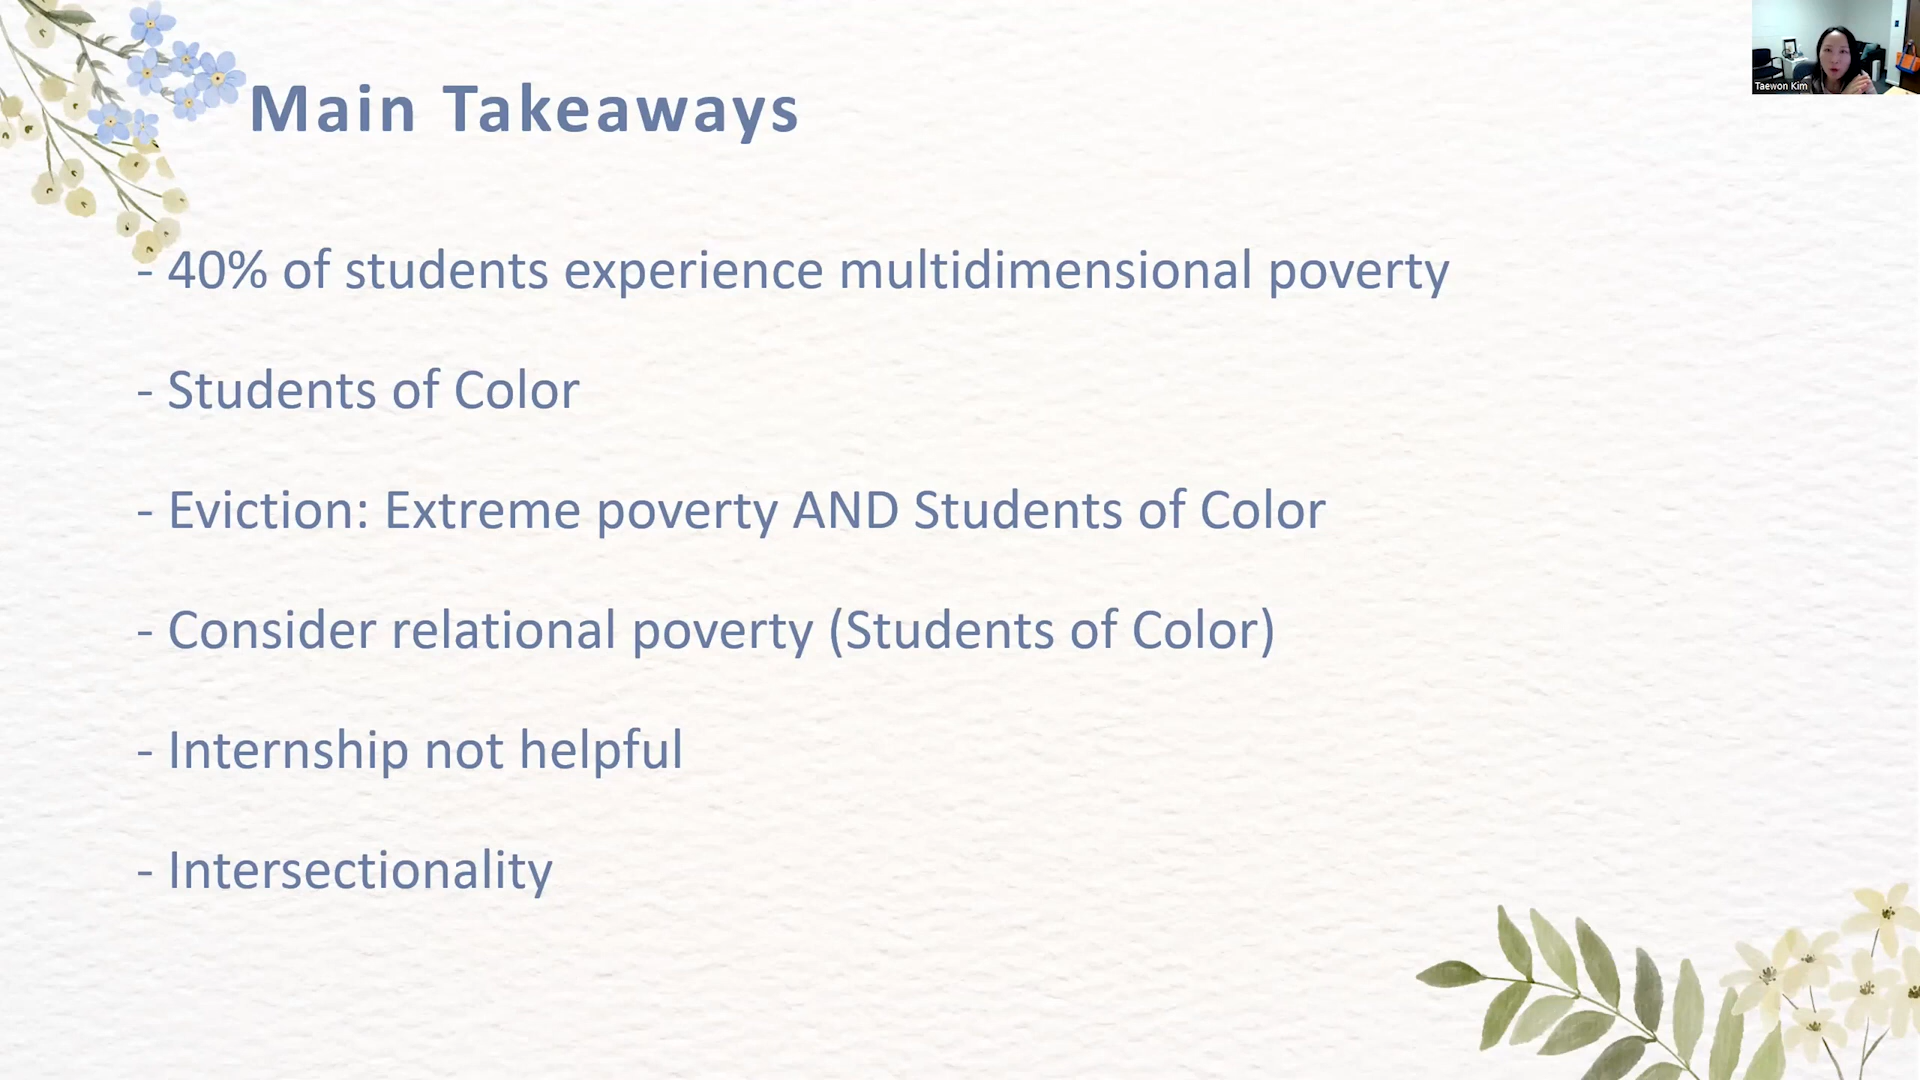 Taewon Kim
Main Takeaways
- 40% of students experience multidimensional poverty
- Students of Color
- Eviction: Extreme poverty AND Students of Color
- Consider relational poverty (Students of Color)
- Internship not helpful
- Intersectionality